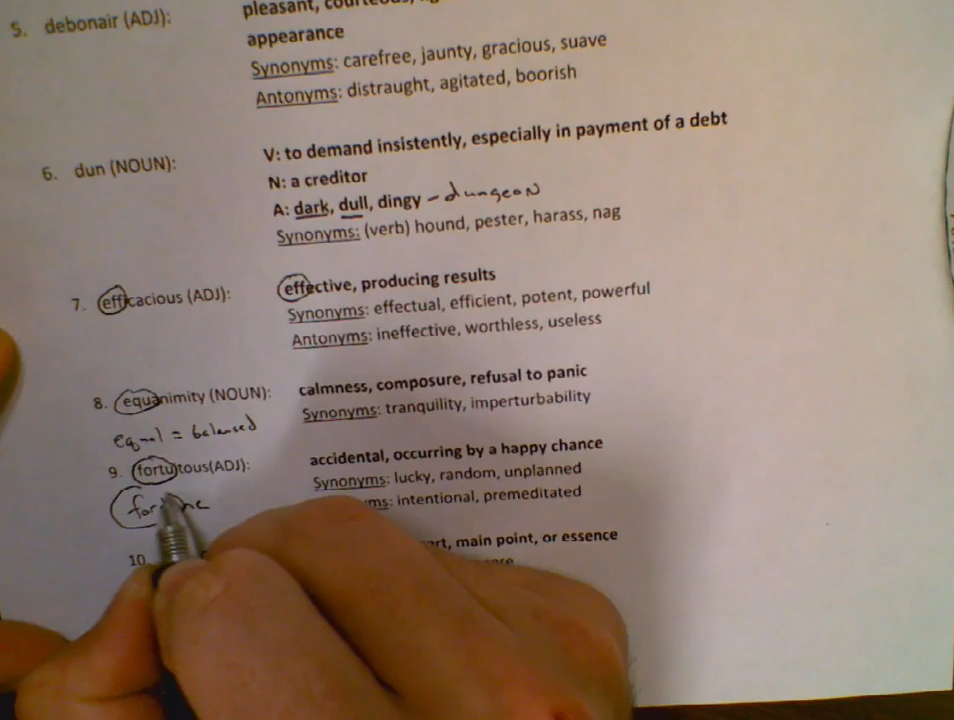 5. debonair (ADJ):
pleasant, courteous,
appearance
Synonyms: carefree, jaunty, gracious, suave
Antonyms: distraught, agitated, boorish
6. dun (NOUN):
V: to demand insistently, especially in payment of a debt
N: a creditor
A: dark, dull, dingy – dungeon
Synonyms: (verb) hound, pester, harass, nag
7. efficacious (ADJ):
effective, producing results
Synonyms: effectual, efficient, potent, powerful
Antonyms: ineffective, worthless, useless
8. equanimity (NOUN):
calmness, composure, refusal to panic
Synonyms: tranquility, imperturbability
equal = balanced
9. fortutous(ADJ):
accidental, occurring by a happy chance
Synonyms: lucky, random, unplanned
ms: intentional, premeditated
10.
main point, or essence